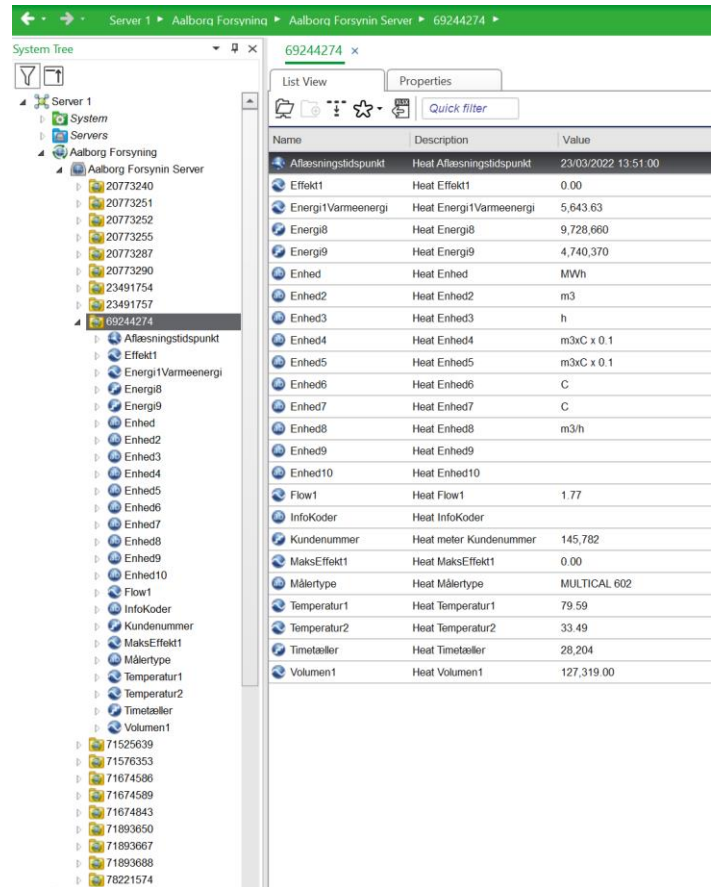 Server 1 ▸ Aalborg Forsyning ▸ Aalborg Forsynin Server ▸ 69244274 ▸
System Tree
69244274 ×
List View Properties
Quick filter
Server 1
System
Servers
Aalborg Forsyning
Aalborg Forsynin Server
20773240
20773251
20773252
20773255
20773287
20773290
23491754
23491757
69244274
Aflæsningstidspunkt
Effekt1
Energi1Varmeenergi
Energi8
Energi9
Enhed
Enhed2
Enhed3
Enhed4
Enhed5
Enhed6
Enhed7
Enhed8
Enhed9
Enhed10
Flow1
InfoKoder
Kundenummer
MaksEffekt1
Målertype
Temperatur1
Temperatur2
Timetæller
Volumen1
71525639
71576353
71674586
71674589
71674843
71893650
71893667
71893688
78221574
Name Description Value
Aflæsningstidspunkt Heat Aflæsningstidspunkt 23/03/2022 13:51:00
Effekt1 Heat Effekt1 0.00
Energi1Varmeenergi Heat Energi1Varmeenergi 5,643.63
Energi8 Heat Energi8 9,728,660
Energi9 Heat Energi9 4,740,370
Enhed Heat Enhed MWh
Enhed2 Heat Enhed2 m3
Enhed3 Heat Enhed3 h
Enhed4 Heat Enhed4 m3xC x 0.1
Enhed5 Heat Enhed5 m3xC x 0.1
Enhed6 Heat Enhed6 C
Enhed7 Heat Enhed7 C
Enhed8 Heat Enhed8 m3/h
Enhed9 Heat Enhed9
Enhed10 Heat Enhed10
Flow1 Heat Flow1 1.77
InfoKoder Heat InfoKoder
Kundenummer Heat meter Kundenummer 145,782
MaksEffekt1 Heat MaksEffekt1 0.00
Målertype Heat Målertype MULTICAL 602
Temperatur1 Heat Temperatur1 79.59
Temperatur2 Heat Temperatur2 33.49
Timetæller Heat Timetæller 28,204
Volumen1 Heat Volumen1 127,319.00